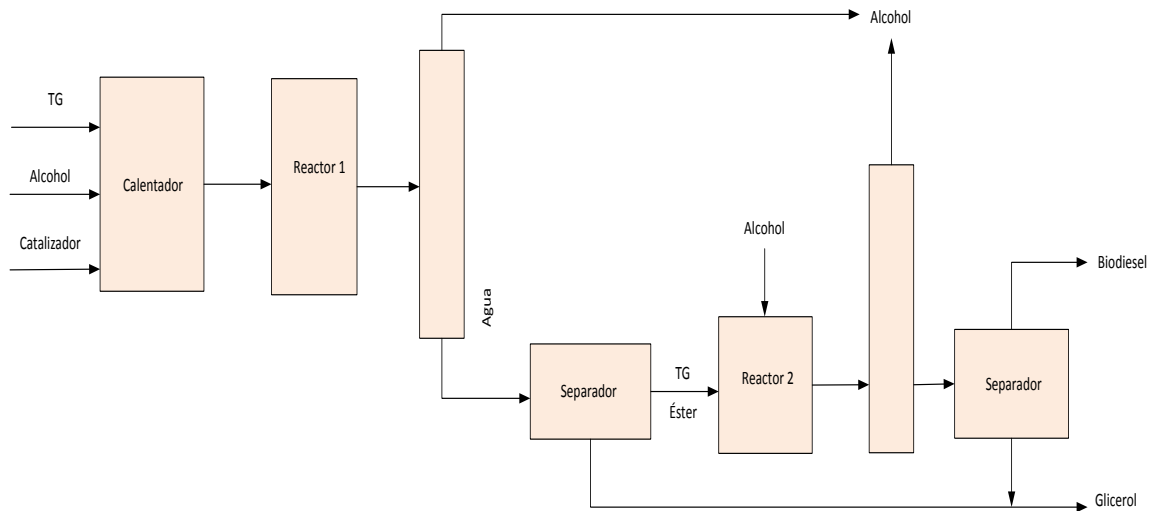 Alcohol
TG
Reactor 1
Alcohol
Calentador
Catalizador
Alcohol
Biodiesel
Agua
TG
Reactor 2
Separador
Separador
Éster
Glicerol